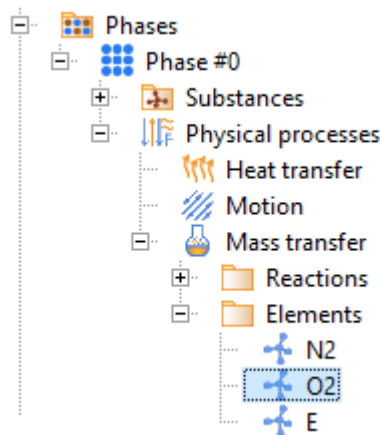 Phases
Phase #0
Substances
Physical processes
Heat transfer
Motion
Mass transfer
Reactions
Elements
N2
O2
E